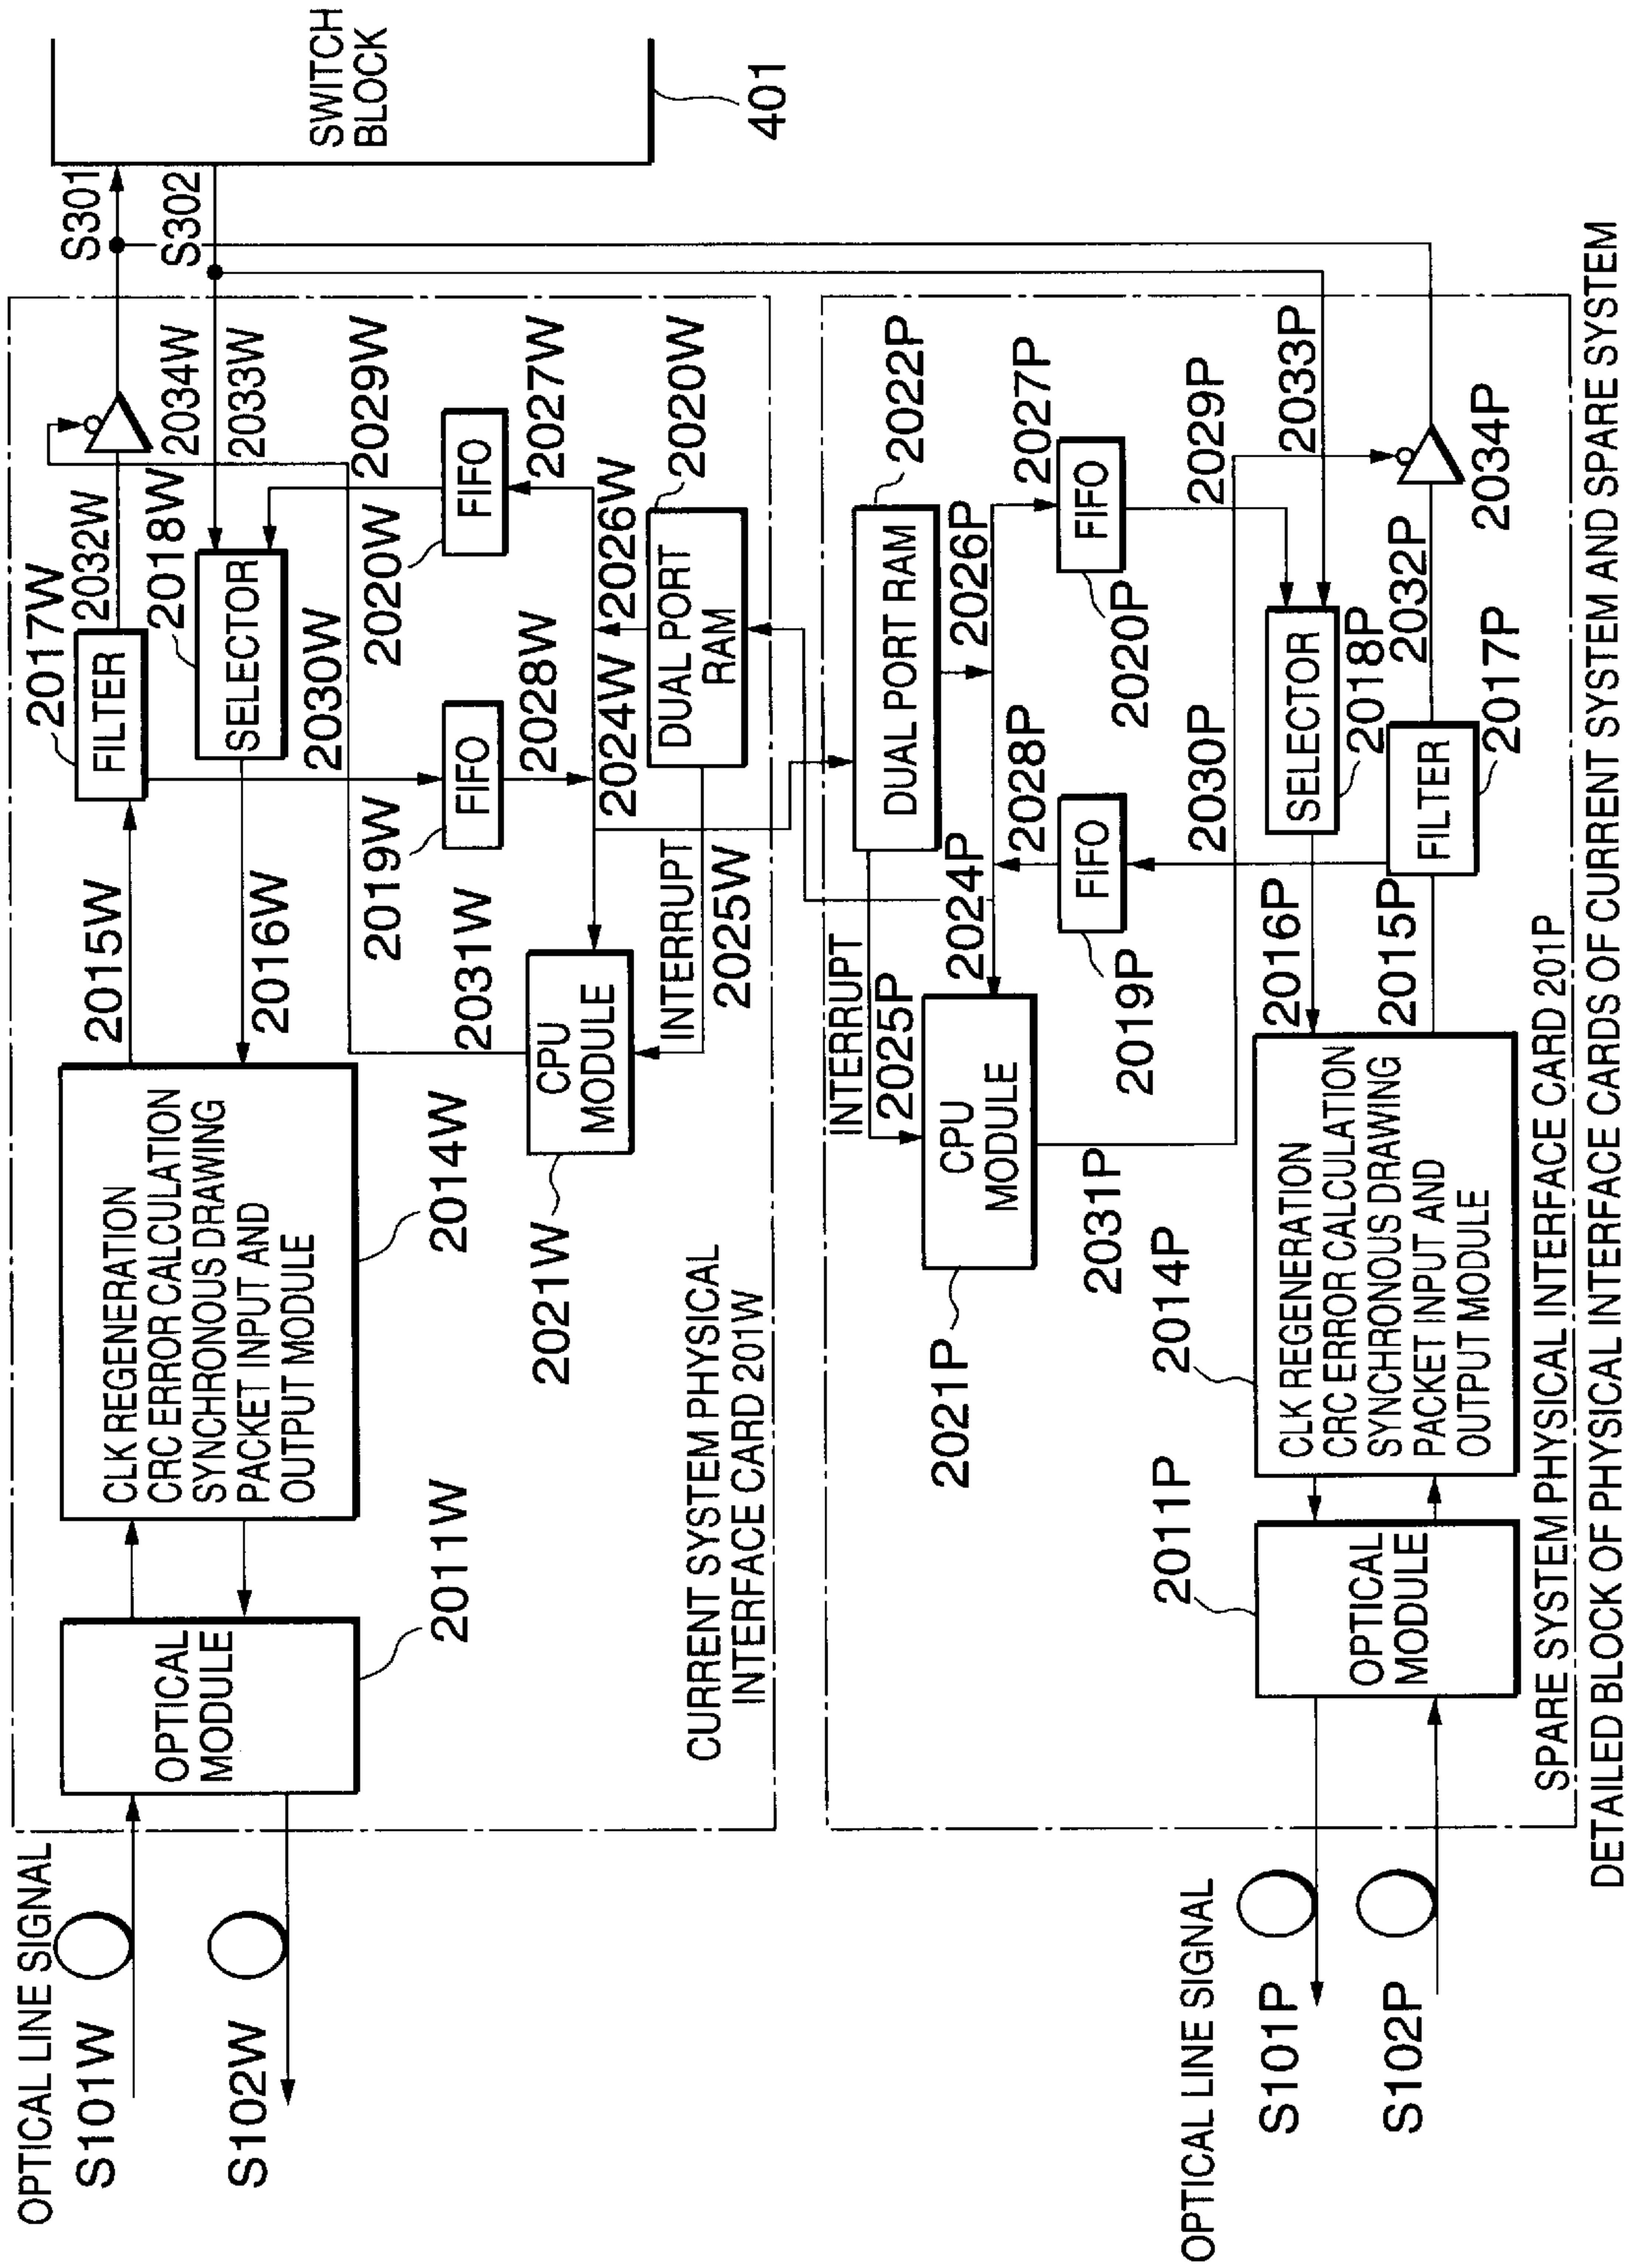 OPTICAL LINE SIGNAL
S101W
S102W
OPTICAL
MODULE
2011W
CLK REGENERATION
CRC ERROR CALCULATION
SYNCHRONOUS DRAWING
PACKET INPUT AND
OUTPUT MODULE
2014W
2015W
2016W
FILTER
2017W
2032W
SELECTOR
2018W
2034W
2033W
S301
S302
SWITCH
BLOCK
401
2030W
2019W
FIFO
2028W
2020W
FIFO
2029W
2027W
2031W
CPU
MODULE
2021W
INTERRUPT
2025W
2024W
2026W
DUAL PORT
RAM
2020W
CURRENT SYSTEM PHYSICAL
INTERFACE CARD 201W
INTERRUPT
2025P
DUAL PORT RAM
2022P
CPU
MODULE
2021P
2031P
2024P
2026P
2028P
FIFO
2019P
2027P
FIFO
2020P
2030P
2029P
2033P
OPTICAL LINE SIGNAL
S101P
S102P
OPTICAL
MODULE
2011P
CLK REGENERATION
CRC ERROR CALCULATION
SYNCHRONOUS DRAWING
PACKET INPUT AND
OUTPUT MODULE
2014P
2016P
2015P
SELECTOR
2018P
FILTER
2017P
2032P
2034P
SPARE SYSTEM PHYSICAL INTERFACE CARD 201P
DETAILED BLOCK OF PHYSICAL INTERFACE CARDS OF CURRENT SYSTEM AND SPARE SYSTEM